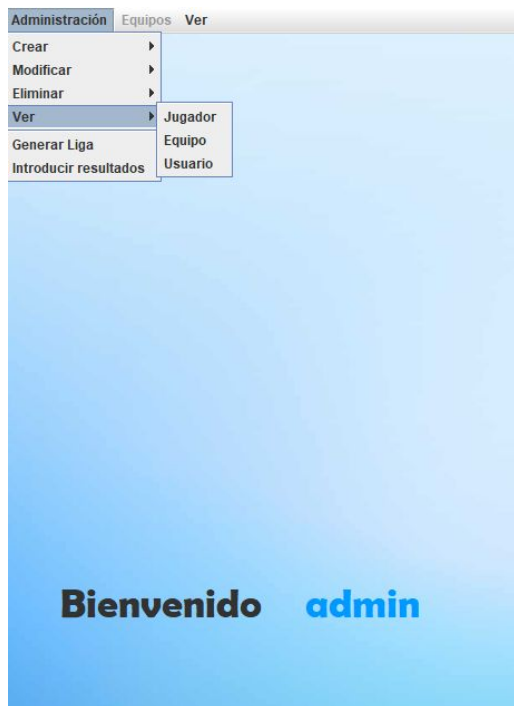 Administración Equipos Ver
Crear
Modificar
Eliminar
Ver
Jugador
Equipo
Usuario
Generar Liga
Introducir resultados
Bienvenido admin